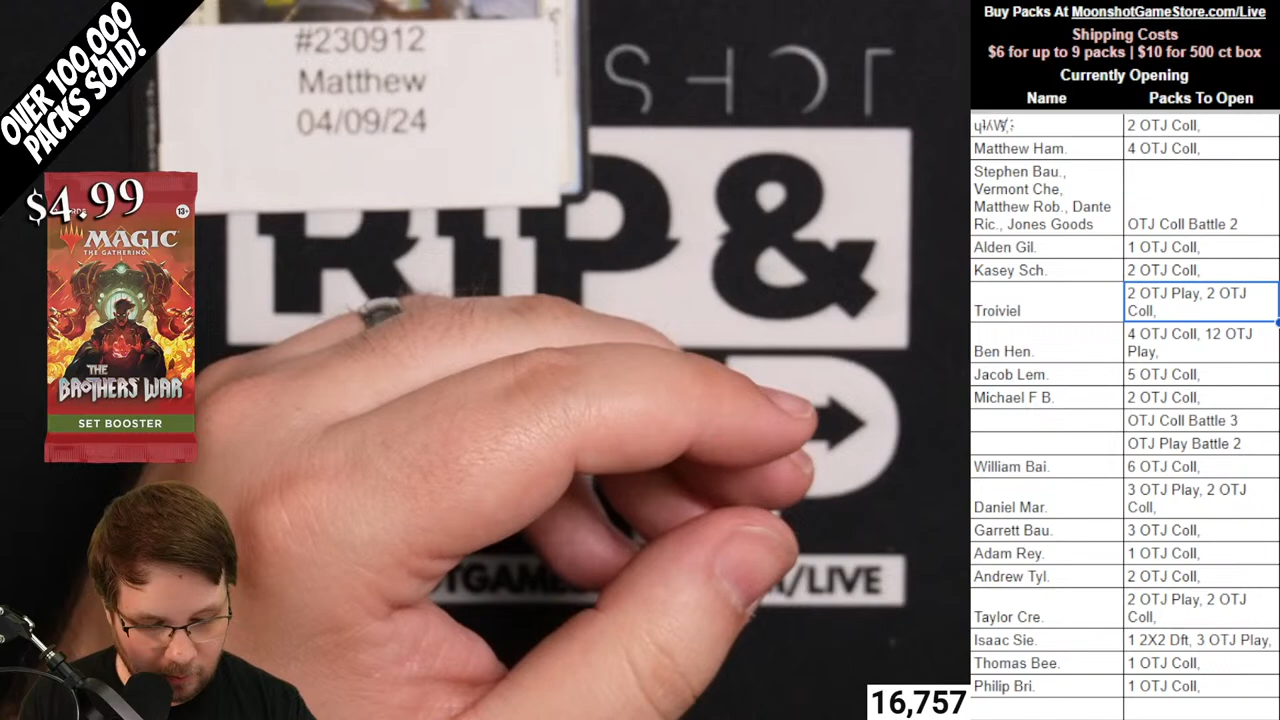 OVER 100,000
PACKS SOLD!
$4.99
13+
MAGIC
THE GATHERING
THE
BROTHERS' WAR
SET BOOSTER
#230912
Matthew
04/09/24
RIP &
/LIVE
16,757
Buy Packs At MoonshotGameStore.com/Live
Shipping Costs
$6 for up to 9 packs | $10 for 500 ct box
Currently Opening
Name Packs To Open
2 OTJ Coll,
Matthew Ham. 4 OTJ Coll,
Stephen Bau.,
Vermont Che,
Matthew Rob., Dante
Ric., Jones Goods OTJ Coll Battle 2
Alden Gil. 1 OTJ Coll,
Kasey Sch. 2 OTJ Coll,
Troiviel 2 OTJ Play, 2 OTJ
Coll,
Ben Hen. 4 OTJ Coll, 12 OTJ
Play,
Jacob Lem. 5 OTJ Coll,
Michael F B. 2 OTJ Coll,
OTJ Coll Battle 3
OTJ Play Battle 2
William Bai. 6 OTJ Coll,
Daniel Mar. 3 OTJ Play, 2 OTJ
Coll,
Garrett Bau. 3 OTJ Coll,
Adam Rey. 1 OTJ Coll,
Andrew Tyl. 2 OTJ Coll,
Taylor Cre. 2 OTJ Play, 2 OTJ
Coll,
Isaac Sie. 1 2X2 Dft, 3 OTJ Play,
Thomas Bee. 1 OTJ Coll,
Philip Bri. 1 OTJ Coll,